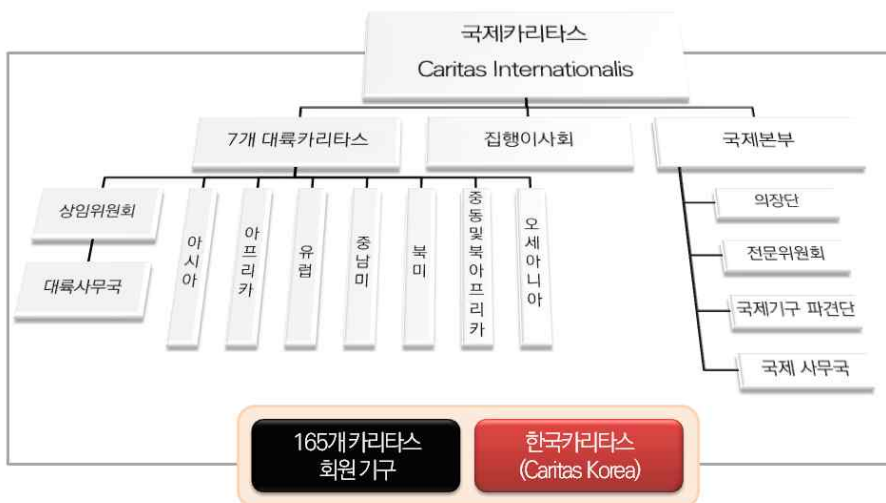 국제카리타스
Caritas Internationalis
7개 대륙카리타스
집행이사회
국제본부
상임위원회
대륙사무국
아시아
아프리카
유럽
중남미
북미
중동및북아프리카
오세아니아
의장단
전문위원회
국제기구 파견단
국제 사무국
165개 카리타스
회원 기구
한국카리타스
(Caritas Korea)